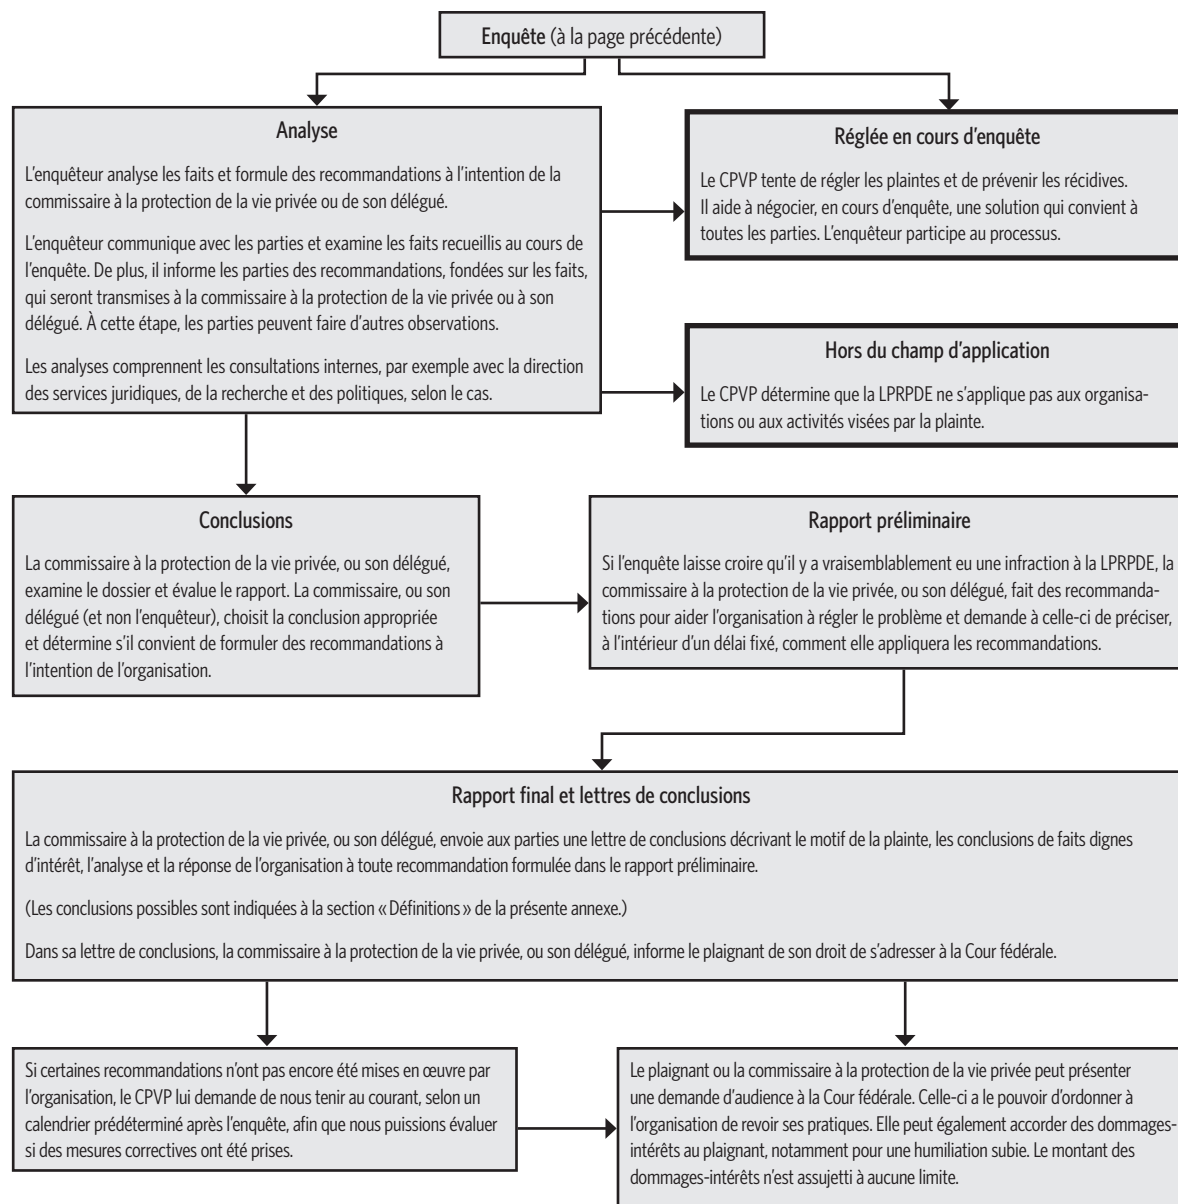 Enquête (à la page précédente)
Analyse
L'enquêteur analyse les faits et formule des recommandations à l'intention de la
commissaire à la protection de la vie privée ou de son délégué.
L'enquêteur communique avec les parties et examine les faits recueillis au cours de
l'enquête. De plus, il informe les parties des recommandations, fondées sur les faits,
qui seront transmises à la commissaire à la protection de la vie privée ou à son
délégué. À cette étape, les parties peuvent faire d'autres observations.
Les analyses comprennent les consultations internes, par exemple avec la direction
des services juridiques, de la recherche et des politiques, selon le cas.
Réglée en cours d'enquête
Le CPVP tente de régler les plaintes et de prévenir les récidives.
Il aide à négocier, en cours d'enquête, une solution qui convient à
toutes les parties. L'enquêteur participe au processus.
Hors du champ d'application
Le CPVP détermine que la LPRPDE ne s'applique pas aux organisa-
tions ou aux activités visées par la plainte.
Conclusions
La commissaire à la protection de la vie privée, ou son délégué,
examine le dossier et évalue le rapport. La commissaire, ou son
délégué (et non l'enquêteur), choisit la conclusion appropriée
et détermine s'il convient de formuler des recommandations à
l'intention de l'organisation.
Rapport préliminaire
Si l'enquête laisse croire qu'il y a vraisemblablement eu une infraction à la LPRPDE, la
commissaire à la protection de la vie privée, ou son délégué, fait des recommanda-
tions pour aider l'organisation à régler le problème et demande à celle-ci de préciser,
à l'intérieur d'un délai fixé, comment elle appliquera les recommandations.
Rapport final et lettres de conclusions
La commissaire à la protection de la vie privée, ou son délégué, envoie aux parties une lettre de conclusions décrivant le motif de la plainte, les conclusions de faits dignes
d'intérêt, l'analyse et la réponse de l'organisation à toute recommandation formulée dans le rapport préliminaire.
(Les conclusions possibles sont indiquées à la section « Définitions » de la présente annexe.)
Dans sa lettre de conclusions, la commissaire à la protection de la vie privée, ou son délégué, informe le plaignant de son droit de s'adresser à la Cour fédérale.
Si certaines recommandations n'ont pas encore été mises en œuvre par
l'organisation, le CPVP lui demande de nous tenir au courant, selon un
calendrier prédéterminé après l'enquête, afin que nous puissions évaluer
si des mesures correctives ont été prises.
Le plaignant ou la commissaire à la protection de la vie privée peut présenter
une demande d'audience à la Cour fédérale. Celle-ci a le pouvoir d'ordonner à
l'organisation de revoir ses pratiques. Elle peut également accorder des dommages-
intérêts au plaignant, notamment pour une humiliation subie. Le montant des
dommages-intérêts n'est assujetti à aucune limite.